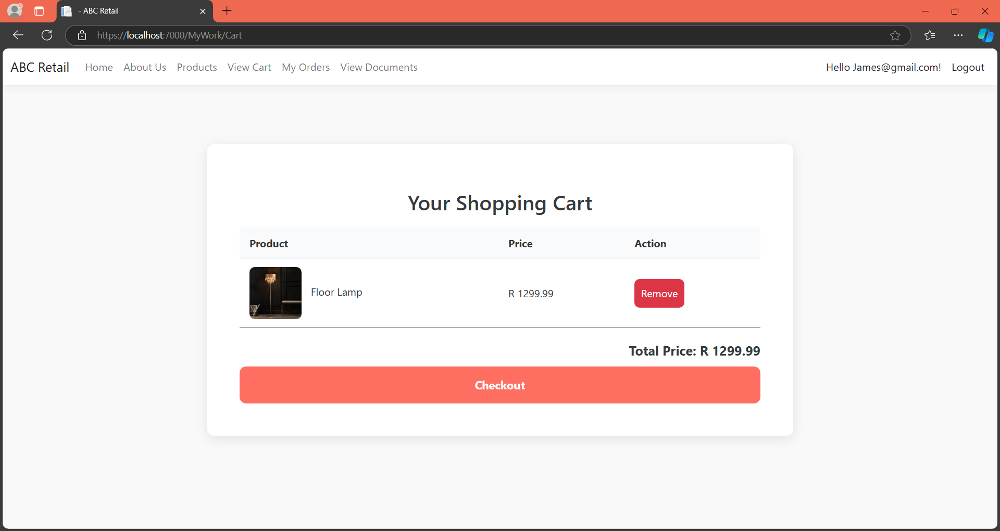 - ABC Retail
https://localhost:7000/MyWork/Cart
ABC Retail Home About Us Products View Cart My Orders View Documents Hello James@gmail.com! Logout
Your Shopping Cart
Product Price Action
Floor Lamp R 1299.99 Remove
Total Price: R 1299.99
Checkout